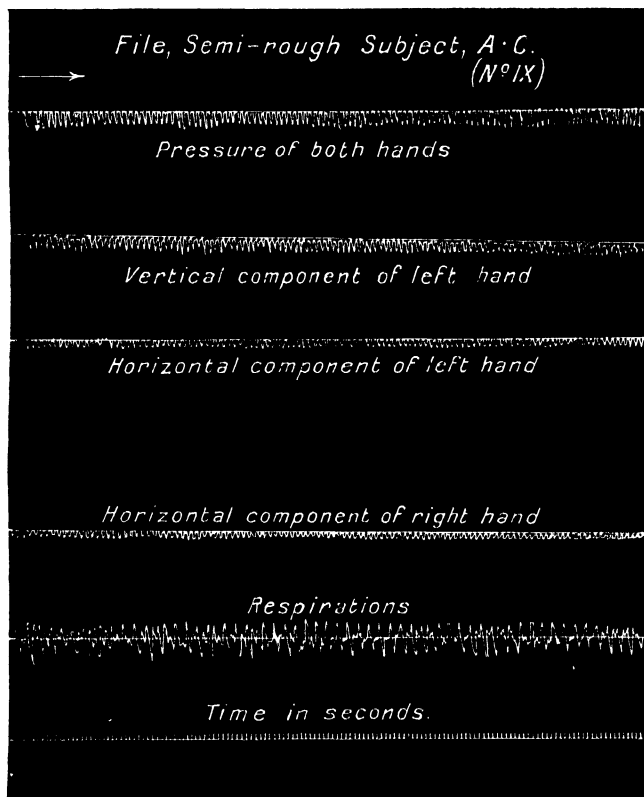 File, Semi-rough Subject, A·C.
(Nº IX)
Pressure of both hands
Vertical component of left hand
Horizontal component of left hand
Horizontal component of right hand
Respirations
Time in seconds.